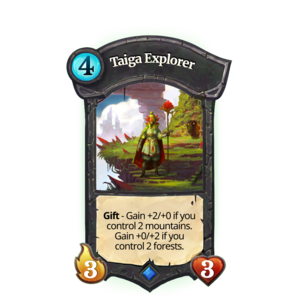 4
Taiga Explorer
Gift - Gain +2/+0 if you
control 2 mountains.
Gain +0/+2 if you
control 2 forests.
3
3